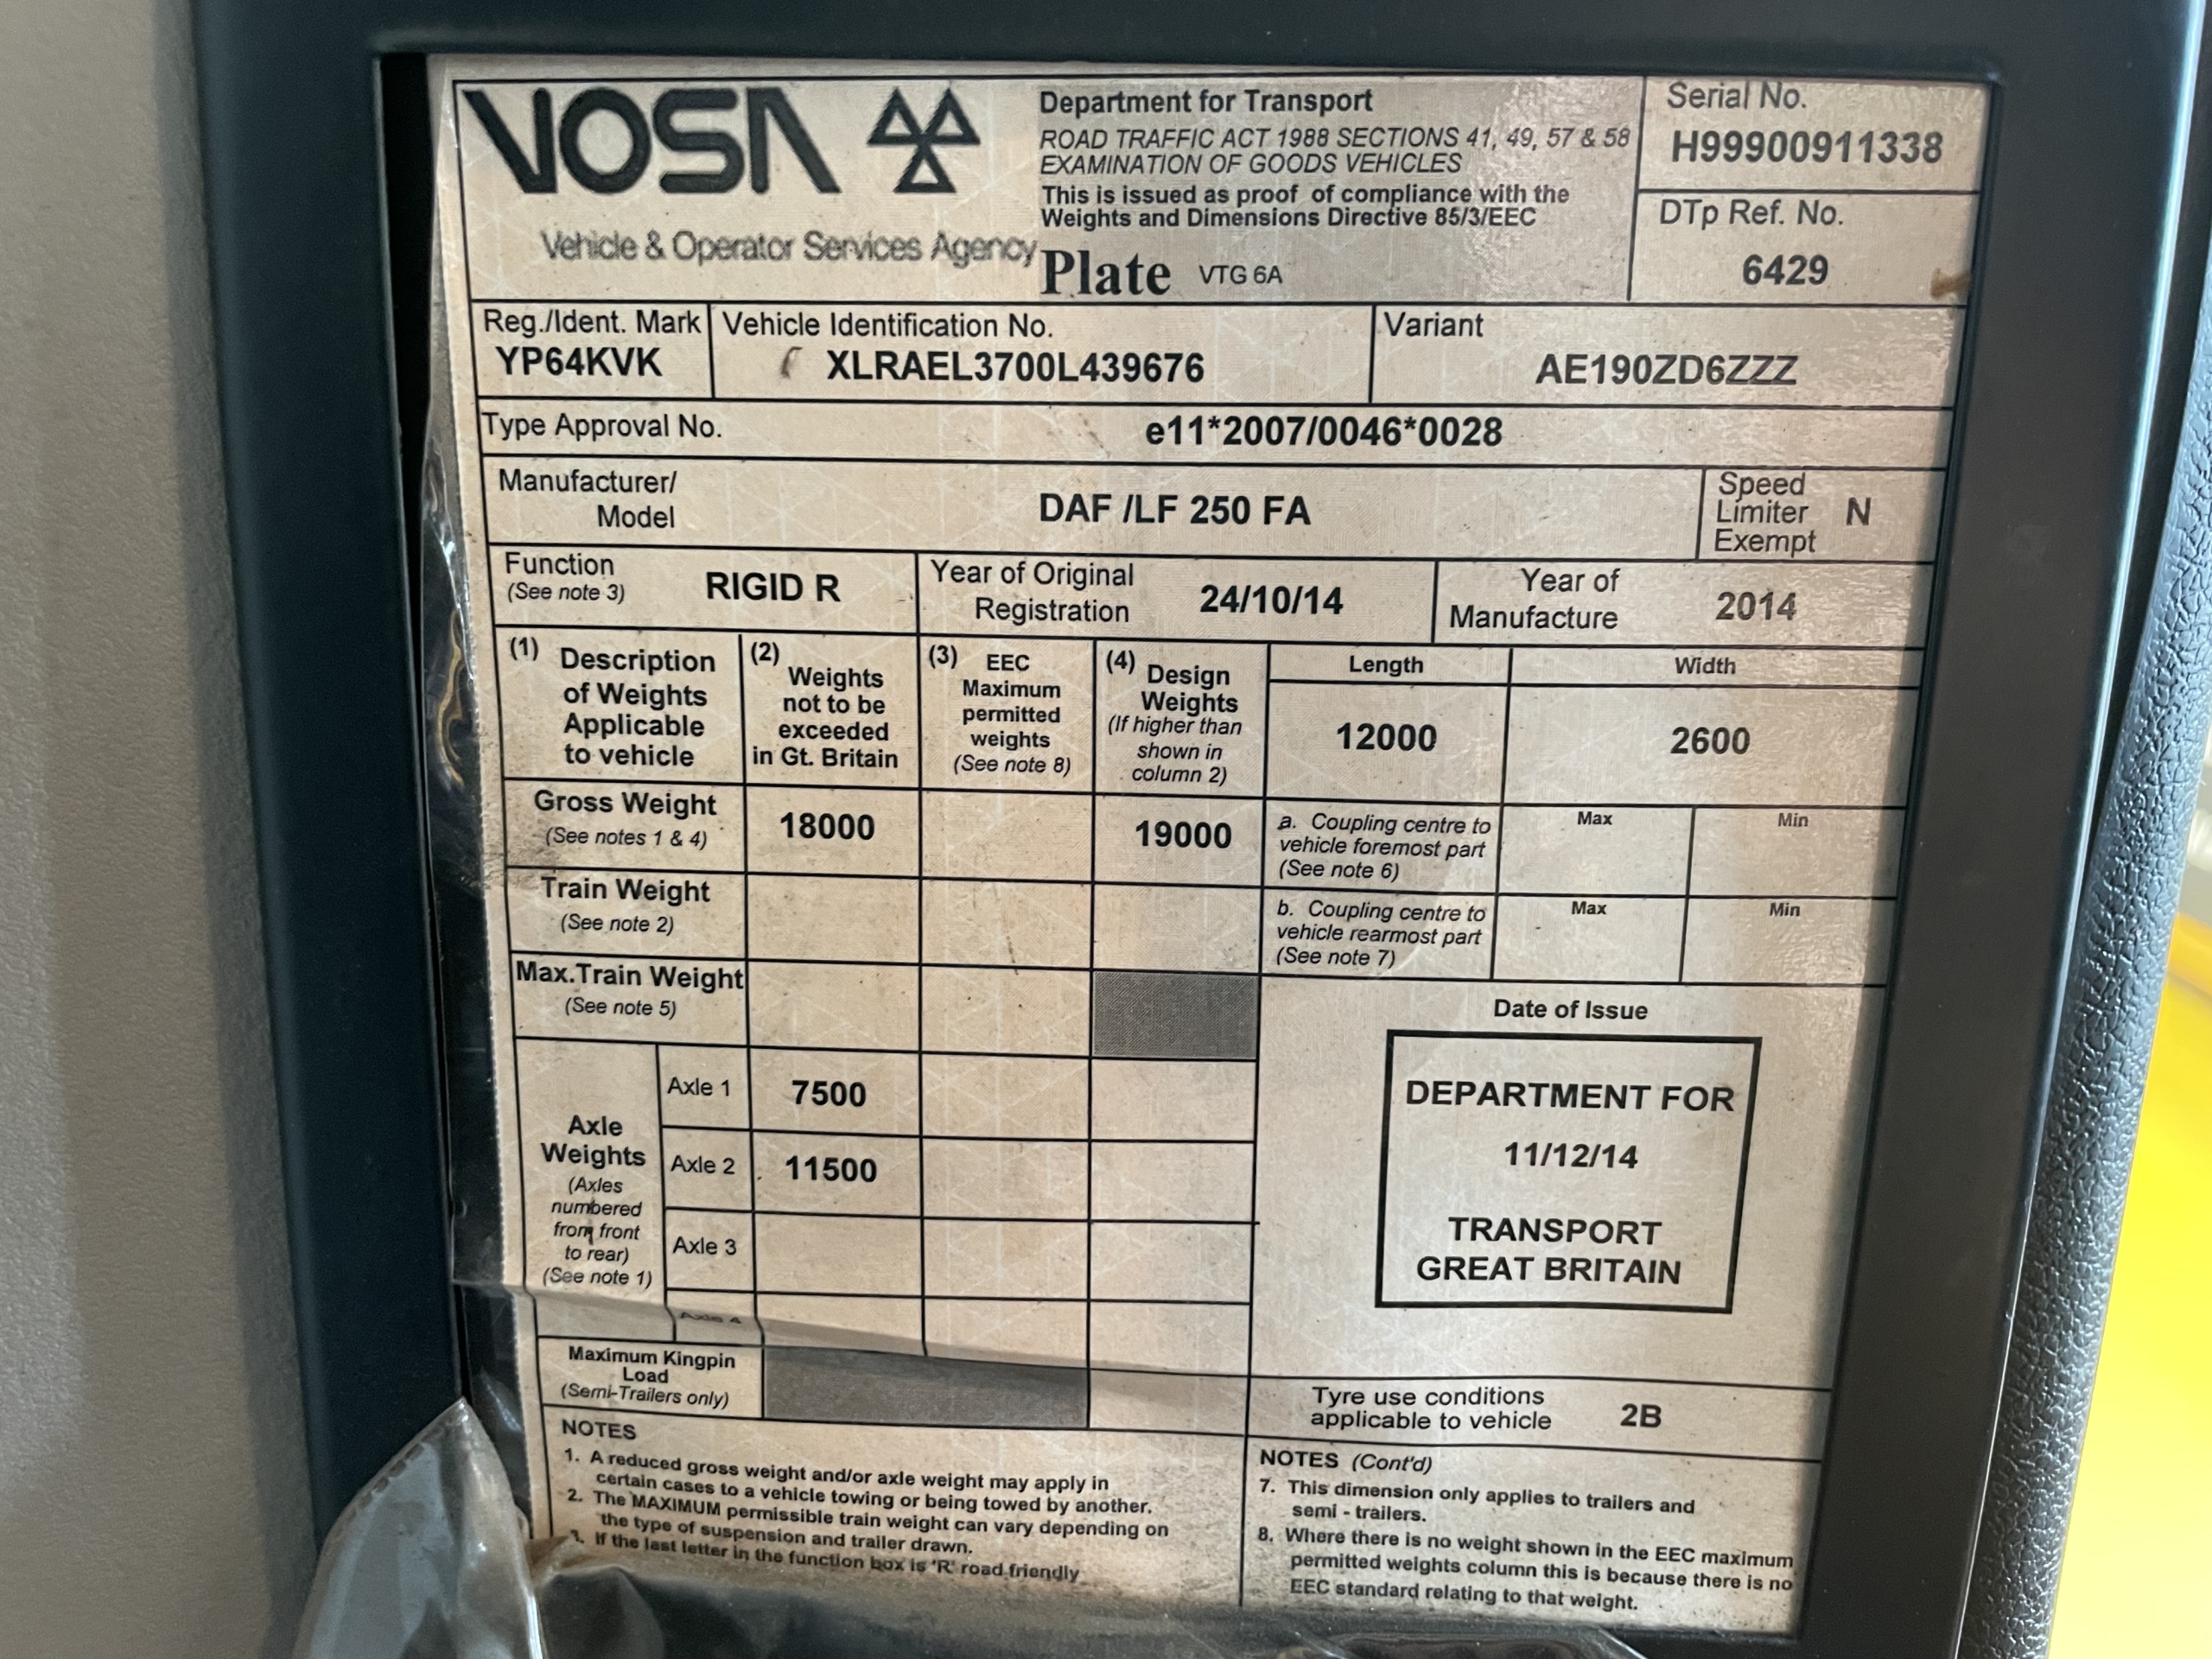 VOSA
Vehicle & Operator Services Agency
Department for Transport
ROAD TRAFFIC ACT 1988 SECTIONS 41, 49, 57 & 58
EXAMINATION OF GOODS VEHICLES
This is issued as proof of compliance with the
Weights and Dimensions Directive 85/3/EEC
Plate VTG 6A
Serial No.
H99900911338
DTp Ref. No.
6429
Reg./Ident. Mark
YP64KVK
Vehicle Identification No.
XLRAEL3700L439676
Variant
AE190ZD6ZZZ
Type Approval No.
e11*2007/0046*0028
Manufacturer/
Model
DAF /LF 250 FA
Speed
Limiter
Exempt
N
Function
(See note 3)
RIGID R
Year of Original
Registration
24/10/14
Year of
Manufacture
2014
(1) Description
of Weights
Applicable
to vehicle
(2) Weights
not to be
exceeded
in Gt. Britain
(3) EEC
Maximum
permitted
weights
(See note 8)
(4) Design
Weights
(If higher than
shown in
column 2)
Length
12000
Width
2600
Gross Weight
(See notes 1 & 4)
18000
19000
a. Coupling centre to
vehicle foremost part
(See note 6)
Max
Min
Train Weight
(See note 2)
b. Coupling centre to
vehicle rearmost part
(See note 7)
Max
Min
Max.Train Weight
(See note 5)
Axle
Weights
(Axles
numbered
from front
to rear)
(See note 1)
Axle 1
7500
Axle 2
11500
Axle 3
Axle 4
Date of Issue
DEPARTMENT FOR
11/12/14
TRANSPORT
GREAT BRITAIN
Maximum Kingpin
Load
(Semi-Trailers only)
Tyre use conditions
applicable to vehicle
2B
NOTES
1. A reduced gross weight and/or axle weight may apply in
certain cases to a vehicle towing or being towed by another.
2. The MAXIMUM permissible train weight can vary depending on
the type of suspension and trailer drawn.
If the last letter in the function box is 'R' road friendly
NOTES (Cont'd)
7. This dimension only applies to trailers and
semi - trailers.
8. Where there is no weight shown in the EEC maximum
permitted weights column this is because there is no
EEC standard relating to that weight.